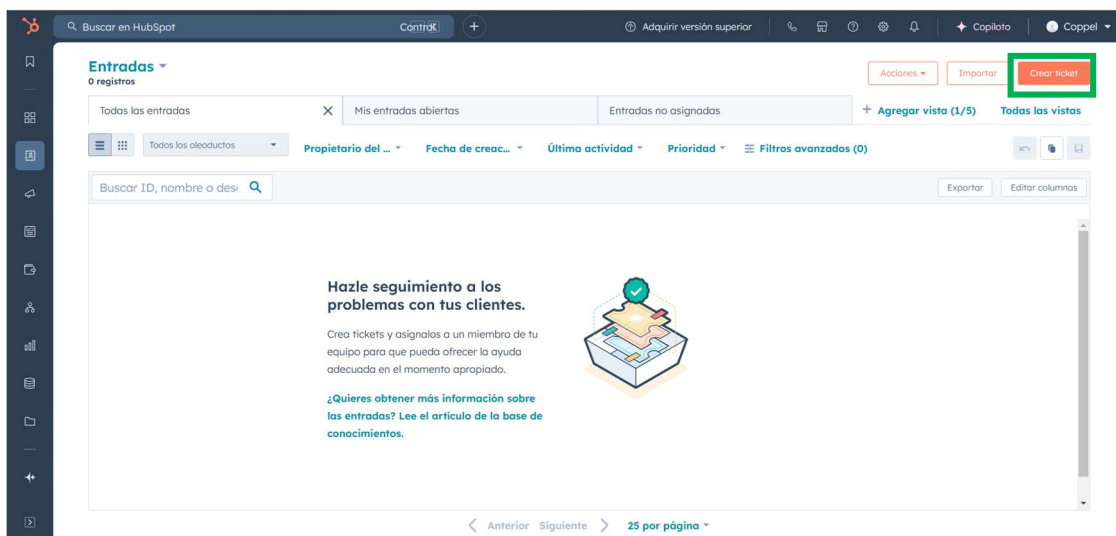 Buscar en HubSpot
Control K
Adquirir versión superior
Copiloto
Coppel
Entradas
0 registros
Acciones
Importar
Crear ticket
Todas las entradas
Mis entradas abiertas
Entradas no asignadas
+ Agregar vista (1/5)
Todas las vistas
Todos los oleoductos
Propietario del ...
Fecha de creac...
Última actividad
Prioridad
Filtros avanzados (0)
Buscar ID, nombre o des
Exportar
Editar columnas
Hazle seguimiento a los
problemas con tus clientes.
Crea tickets y asígnalos a un miembro de tu
equipo para que pueda ofrecer la ayuda
adecuada en el momento apropiado.
¿Quieres obtener más información sobre
las entradas? Lee el artículo de la base de
conocimientos.
Anterior
Siguiente
25 por página